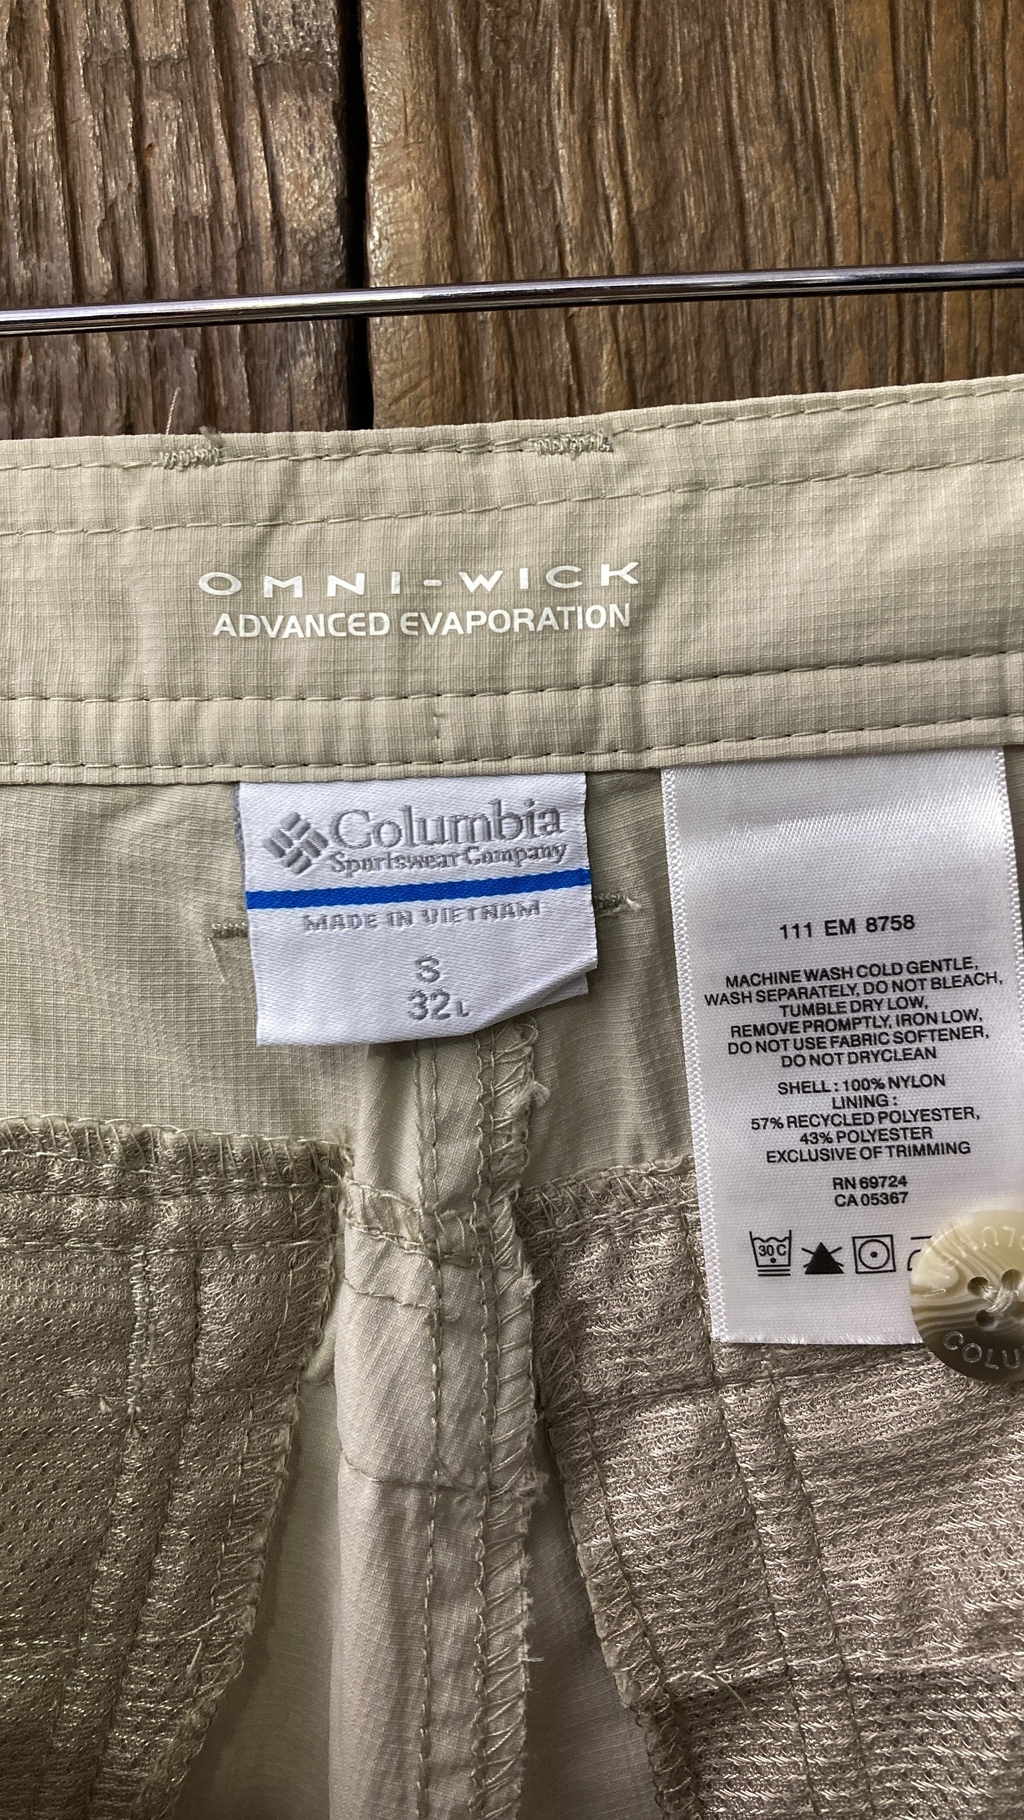 OMNI-WICK
ADVANCED EVAPORATION
Columbia
Sportswear Company
MADE IN VIETNAM
S
32L
111 EM 8758
MACHINE WASH COLD GENTLE,
WASH SEPARATELY, DO NOT BLEACH,
TUMBLE DRY LOW,
REMOVE PROMPTLY, IRON LOW,
DO NOT USE FABRIC SOFTENER,
DO NOT DRYCLEAN
SHELL : 100% NYLON
LINING :
57% RECYCLED POLYESTER,
43% POLYESTER
EXCLUSIVE OF TRIMMING
RN 69724
CA 05367
30 C
COLU